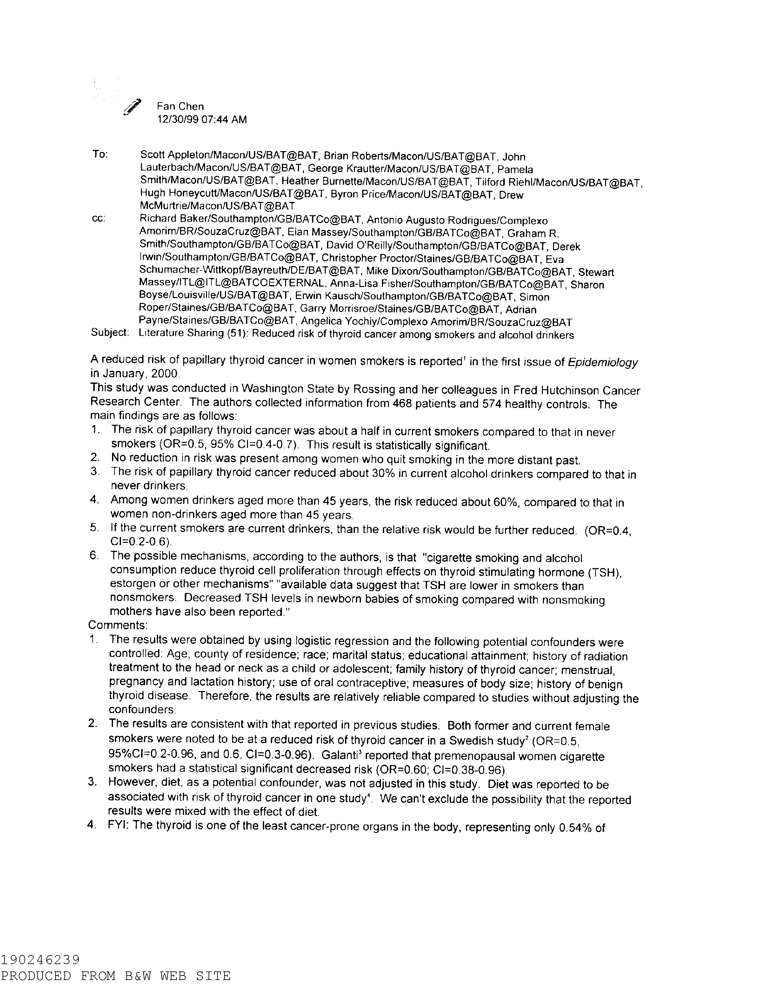 Fan Chen
12/30/99 07:44 AM
To: Scott Appleton/Macon/US/BAT@BAT, Brian Roberts/Macon/US/BAT@BAT, John
Lauterbach/Macon/US/BAT@BAT, George Krautter/Macon/US/BAT@BAT, Pamela
Smith/Macon/US/BAT@BAT, Heather Burnette/Macon/US/BAT@BAT, Tilford Riehl/Macon/US/BAT@BAT,
Hugh Honeycutt/Macon/US/BAT@BAT, Byron Price/Macon/US/BAT@BAT, Drew
McMurtrie/Macon/US/BAT@BAT
cc: Richard Baker/Southampton/GB/BATCo@BAT, Antonio Augusto Rodrigues/Complexo
Amorim/BR/SouzaCruz@BAT, Eian Massey/Southampton/GB/BATCo@BAT, Graham R.
Smith/Southampton/GB/BATCo@BAT, David O'Reilly/Southampton/GB/BATCo@BAT, Derek
Irwin/Southampton/GB/BATCo@BAT, Christopher Proctor/Staines/GB/BATCo@BAT, Eva
Schumacher-Wittkopf/Bayreuth/DE/BAT@BAT, Mike Dixon/Southampton/GB/BATCo@BAT, Stewart
Massey/ITL@ITL@BATCOEXTERNAL, Anna-Lisa Fisher/Southampton/GB/BATCo@BAT, Sharon
Boyse/Louisville/US/BAT@BAT, Erwin Kausch/Southampton/GB/BATCo@BAT, Simon
Roper/Staines/GB/BATCo@BAT, Garry Morrisroe/Staines/GB/BATCo@BAT, Adrian
Payne/Staines/GB/BATCo@BAT, Angelica Yochiy/Complexo Amorim/BR/SouzaCruz@BAT
Subject: Literature Sharing (51): Reduced risk of thyroid cancer among smokers and alcohol drinkers
A reduced risk of papillary thyroid cancer in women smokers is reported¹ in the first issue of Epidemiology
in January, 2000.
This study was conducted in Washington State by Rossing and her colleagues in Fred Hutchinson Cancer
Research Center. The authors collected information from 468 patients and 574 healthy controls. The
main findings are as follows:
1. The risk of papillary thyroid cancer was about a half in current smokers compared to that in never
smokers (OR=0.5, 95% CI=0.4-0.7). This result is statistically significant.
2. No reduction in risk was present among women who quit smoking in the more distant past.
3. The risk of papillary thyroid cancer reduced about 30% in current alcohol drinkers compared to that in
never drinkers.
4. Among women drinkers aged more than 45 years, the risk reduced about 60%, compared to that in
women non-drinkers aged more than 45 years.
5. If the current smokers are current drinkers, than the relative risk would be further reduced. (OR=0.4,
CI=0.2-0.6).
6. The possible mechanisms, according to the authors, is that "cigarette smoking and alcohol
consumption reduce thyroid cell proliferation through effects on thyroid stimulating hormone (TSH),
estorgen or other mechanisms" "available data suggest that TSH are lower in smokers than
nonsmokers. Decreased TSH levels in newborn babies of smoking compared with nonsmoking
mothers have also been reported."
Comments:
1. The results were obtained by using logistic regression and the following potential confounders were
controlled: Age; county of residence; race; marital status; educational attainment; history of radiation
treatment to the head or neck as a child or adolescent; family history of thyroid cancer; menstrual,
pregnancy and lactation history; use of oral contraceptive; measures of body size; history of benign
thyroid disease. Therefore, the results are relatively reliable compared to studies without adjusting the
confounders.
2. The results are consistent with that reported in previous studies. Both former and current female
smokers were noted to be at a reduced risk of thyroid cancer in a Swedish study² (OR=0.5,
95%CI=0.2-0.96, and 0.6, CI=0.3-0.96). Galanti³ reported that premenopausal women cigarette
smokers had a statistical significant decreased risk (OR=0.60; CI=0.38-0.96).
3. However, diet, as a potential confounder, was not adjusted in this study. Diet was reported to be
associated with risk of thyroid cancer in one study⁴. We can't exclude the possibility that the reported
results were mixed with the effect of diet.
4. FYI: The thyroid is one of the least cancer-prone organs in the body, representing only 0.54% of
190246239
PRODUCED FROM B&W WEB SITE